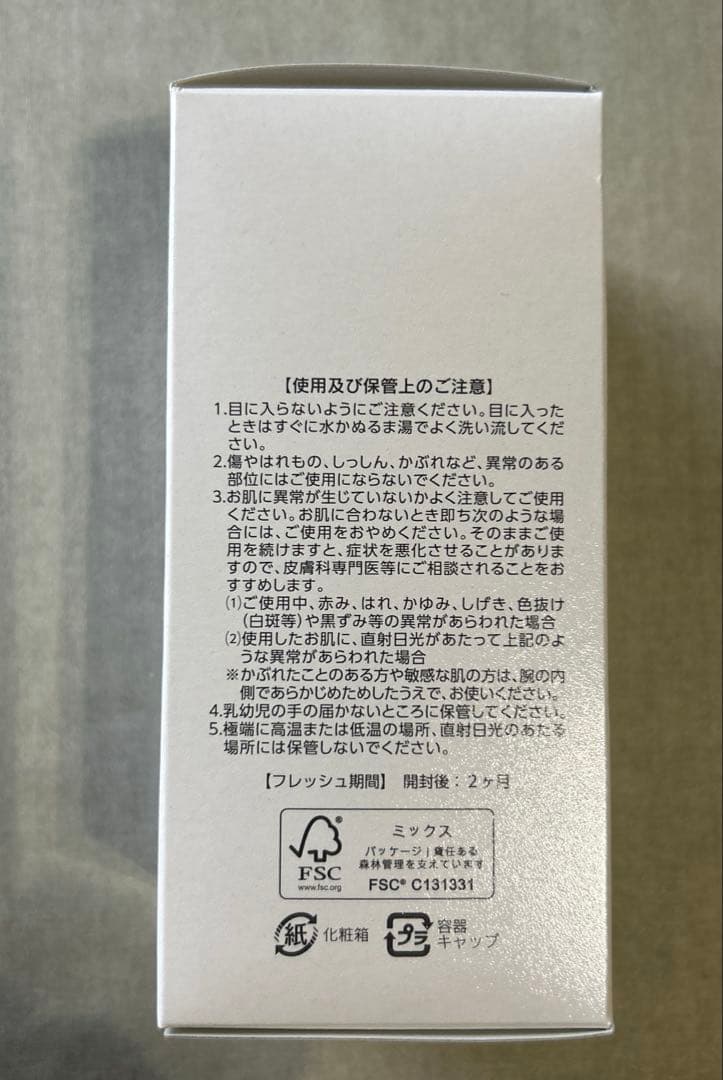 【使用及び保管上のご注意】
1.目に入らないようにご注意ください。目に入った
ときはすぐに水かぬるま湯でよく洗い流してくだ
さい。
2.傷やはれもの、しっしん、かぶれなど、異常のある
部位にはご使用にならないでください。
3.お肌に異常が生じていないかよく注意してご使用
ください。お肌に合わないとき即ち次のような場
合には、ご使用をおやめください。そのままご使
用を続けますと、症状を悪化させることがありま
すので、皮膚科専門医等にご相談されることをお
すすめします。
⑴ご使用中、赤み、はれ、かゆみ、しげき、色抜け
(白斑等)や黒ずみ等の異常があらわれた場合
⑵使用したお肌に、直射日光があたって上記のよ
うな異常があらわれた場合
※かぶれたことのある方や敏感な肌の方は、腕の内
側であらかじめためしたうえで、お使いください。
4.乳幼児の手の届かないところに保管してください。
5.極端に高温または低温の場所、直射日光のあたる
場所には保管しないでください。
【フレッシュ期間】 開封後:2ヶ月
FSC®
www.fsc.org
ミックス
パッケージ|責任ある
森林管理を支えています
FSC® C131331
紙 化粧箱
プラ 容器
キャップ